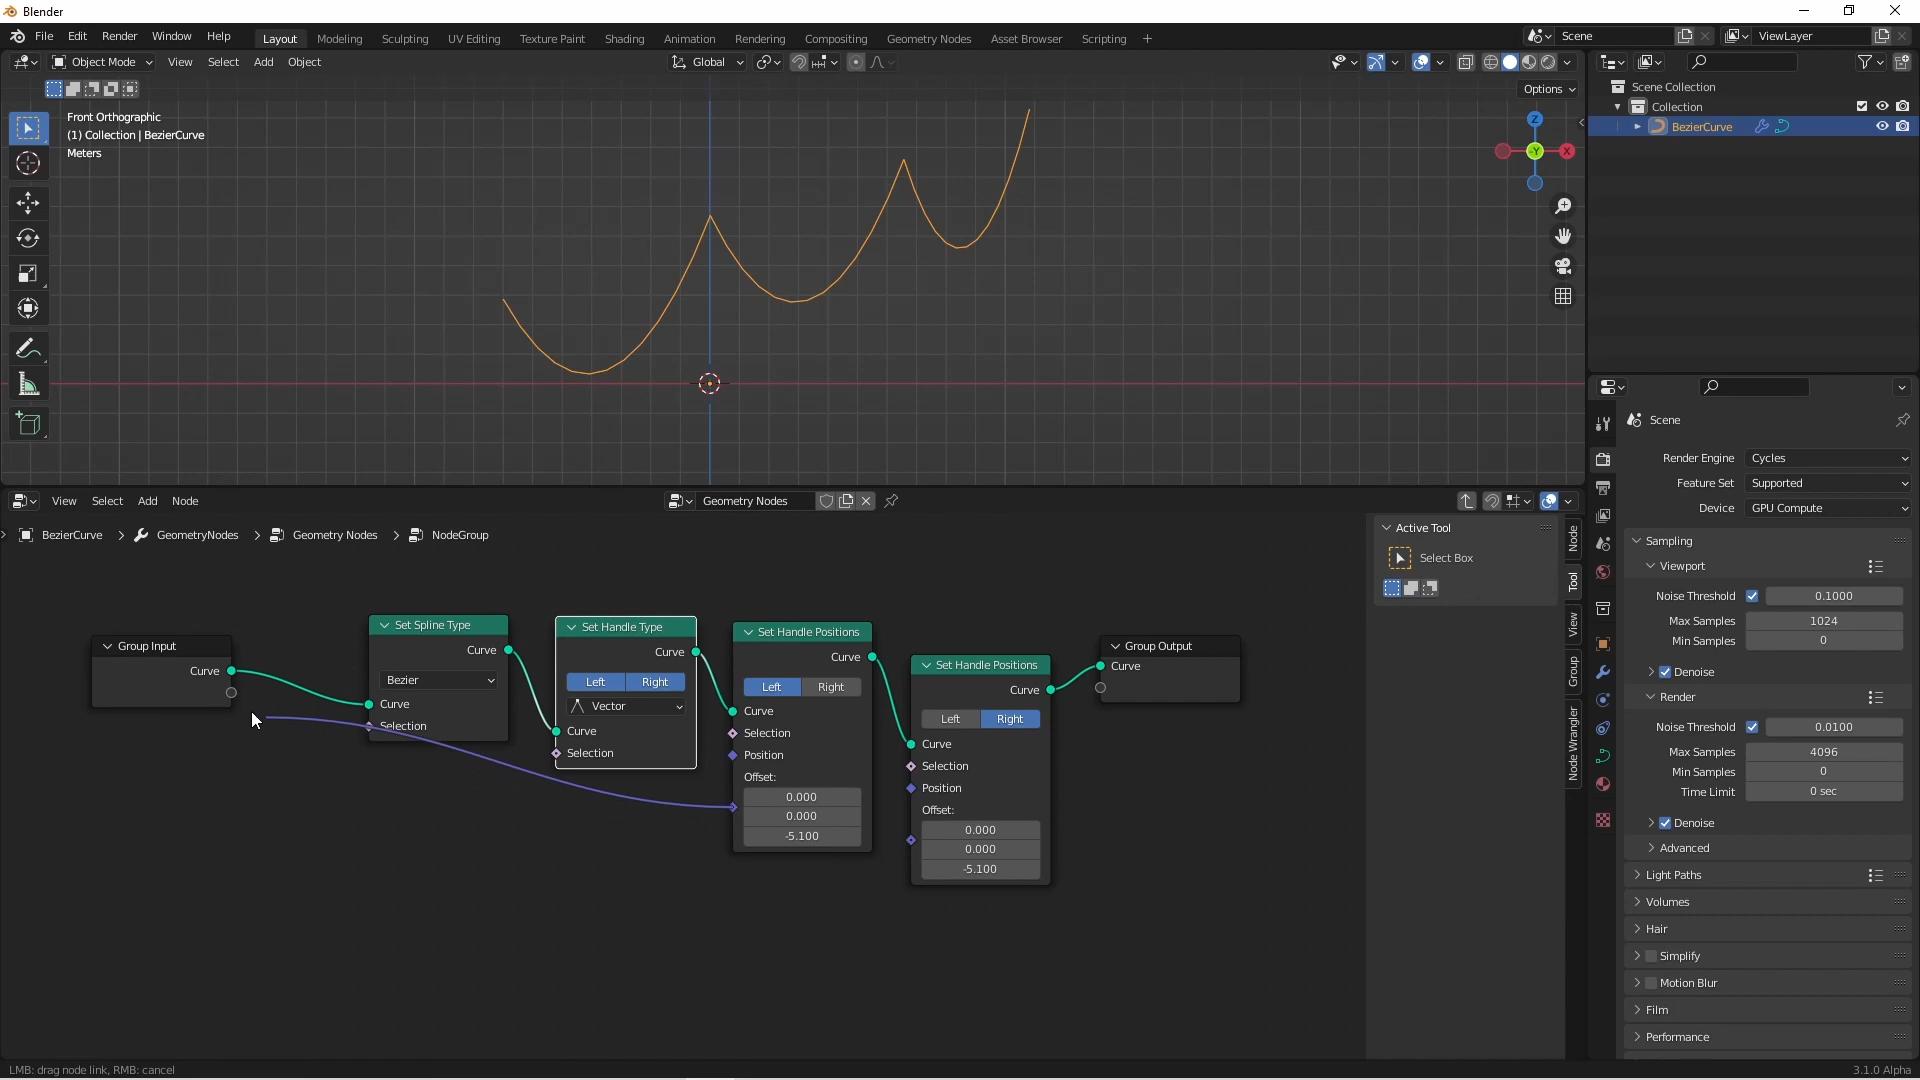 Blender
File Edit Render Window Help Layout Modeling Sculpting UV Editing Texture Paint Shading Animation Rendering Compositing Geometry Nodes Asset Browser Scripting +
Scene
ViewLayer
Object Mode View Select Add Object
Global
Options
Front Orthographic
(1) Collection | BezierCurve
Meters
Z
-Y
X
Scene Collection
Collection
BezierCurve
View Select Add Node
Geometry Nodes
BezierCurve > GeometryNodes > Geometry Nodes > NodeGroup
Group Input
Curve
Set Spline Type
Curve
Bezier
Curve
Selection
Set Handle Type
Curve
Left Right
Vector
Curve
Selection
Set Handle Positions
Curve
Left Right
Curve
Selection
Position
Offset:
0.000
0.000
-5.100
Set Handle Positions
Curve
Left Right
Curve
Selection
Position
Offset:
0.000
0.000
-5.100
Group Output
Curve
Active Tool
Select Box
Node
Tool
View
Group
Node Wrangler
Scene
Render Engine Cycles
Feature Set Supported
Device GPU Compute
Sampling
Viewport
Noise Threshold 0.1000
Max Samples 1024
Min Samples 0
Denoise
Render
Noise Threshold 0.0100
Max Samples 4096
Min Samples 0
Time Limit 0 sec
Denoise
Advanced
Light Paths
Volumes
Hair
Simplify
Motion Blur
Film
Performance
LMB: drag node link, RMB: cancel
3.1.0 Alpha